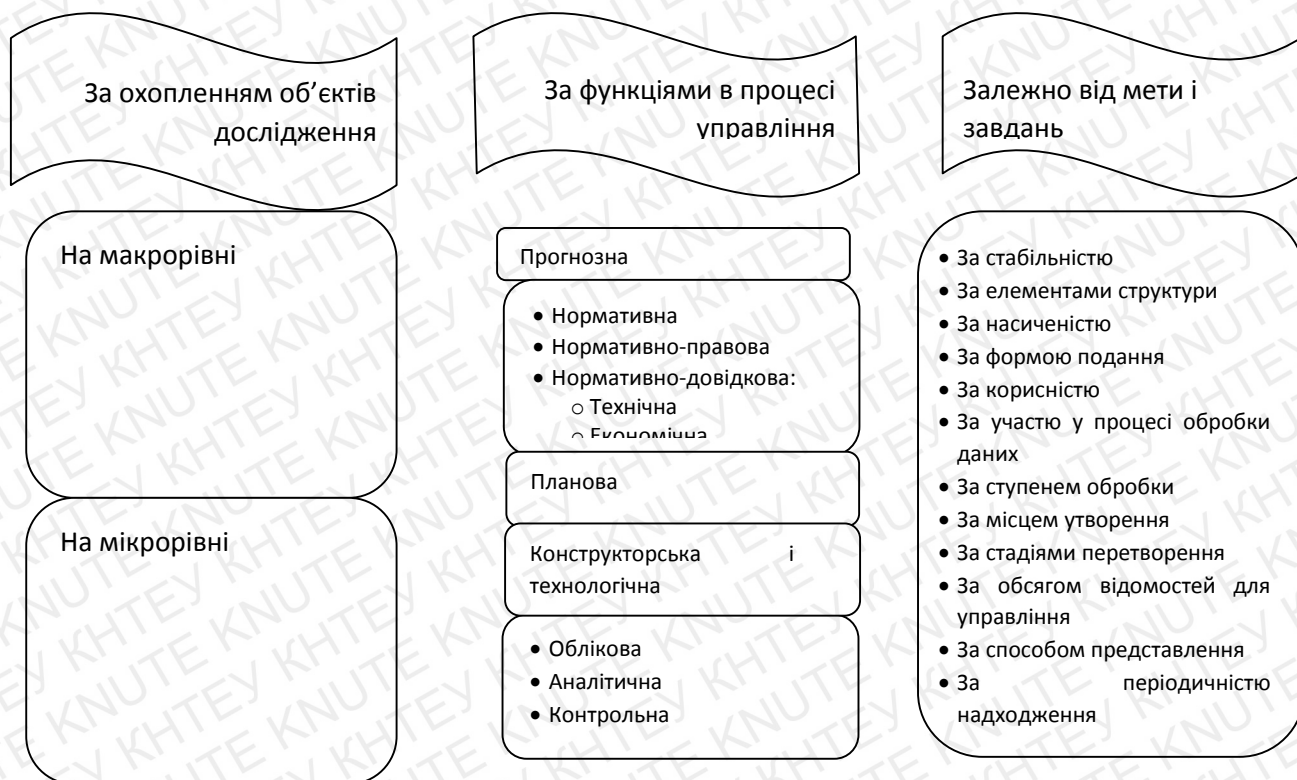 За охопленням об’єктів
дослідження
На макрорівні
На мікрорівні
За функціями в процесі
управління
Прогнозна
• Нормативна
• Нормативно-правова
• Нормативно-довідкова:
o Технічна
o Економічна
Планова
Конструкторська і
технологічна
• Облікова
• Аналітична
• Контрольна
Залежно від мети і
завдань
• За стабільністю
• За елементами структури
• За насиченістю
• За формою подання
• За корисністю
• За участю у процесі обробки
даних
• За ступенем обробки
• За місцем утворення
• За стадіями перетворення
• За обсягом відомостей для
управління
• За способом представлення
• За періодичністю
надходження